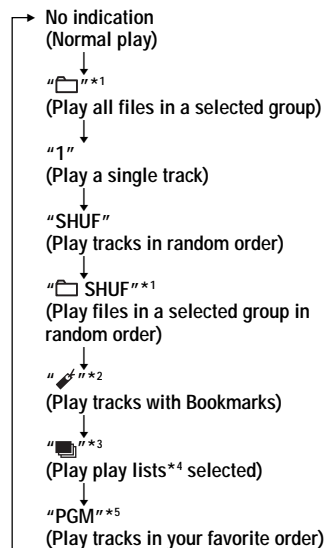 No indication
(Normal play)
“ ”*1
(Play all files in a selected group)
“1”
(Play a single track)
“SHUF”
(Play tracks in random order)
“ SHUF”*1
(Play files in a selected group in
random order)
“ ”*2
(Play tracks with Bookmarks)
“ ”*3
(Play play lists*4 selected)
“PGM”*5
(Play tracks in your favorite order)